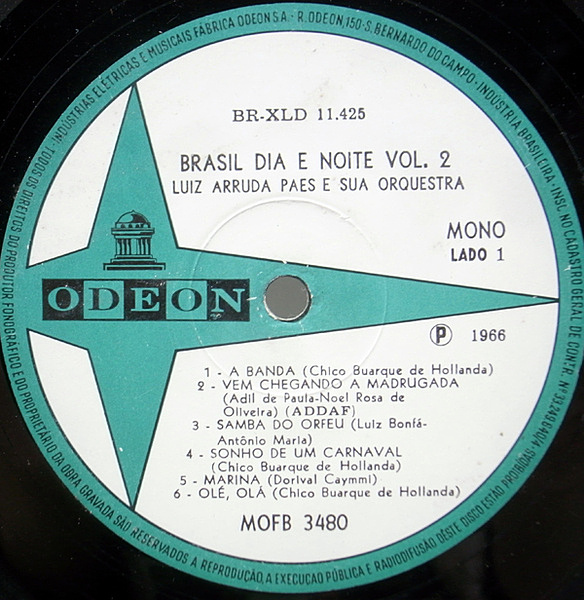 INDÚSTRIAS ELÉTRICAS E MUSICAIS FÁBRICA ODEON S.A. - R. ODEON, 150 - S. BERNARDO DO CAMPO - INDÚSTRIA BRASILEIRA - INSC. NO CADASTRO GERAL DE CONTR. Nº 33.249.640/4
TODOS OS DIREITOS DO PRODUTOR FONOGRÁFICO E DO PROPRIETÁRIO DA OBRA GRAVADA SÃO RESERVADOS A REPRODUÇÃO, A EXECUÇAO PÚBLICA E RADIODIFUSÃO DÊSTE DISCO ESTÃO PROIBIDAS
BR-XLD 11.425
BRASIL DIA E NOITE VOL. 2
LUIZ ARRUDA PAES E SUA ORQUESTRA
MONO
LADO 1
ODEON
Ⓟ 1966
1 - A BANDA (Chico Buarque de Hollanda)
2 - VEM CHEGANDO A MADRUGADA
(Adil de Paula-Noel Rosa de
Oliveira) (ADDAF)
3 - SAMBA DO ORFEU (Luiz Bonfá-
Antônio Maria)
4 - SONHO DE UM CARNAVAL
(Chico Buarque de Hollanda)
5 - MARINA (Dorival Caymmi)
6 - OLÉ, OLÁ (Chico Buarque de Hollanda)
MOFB 3480